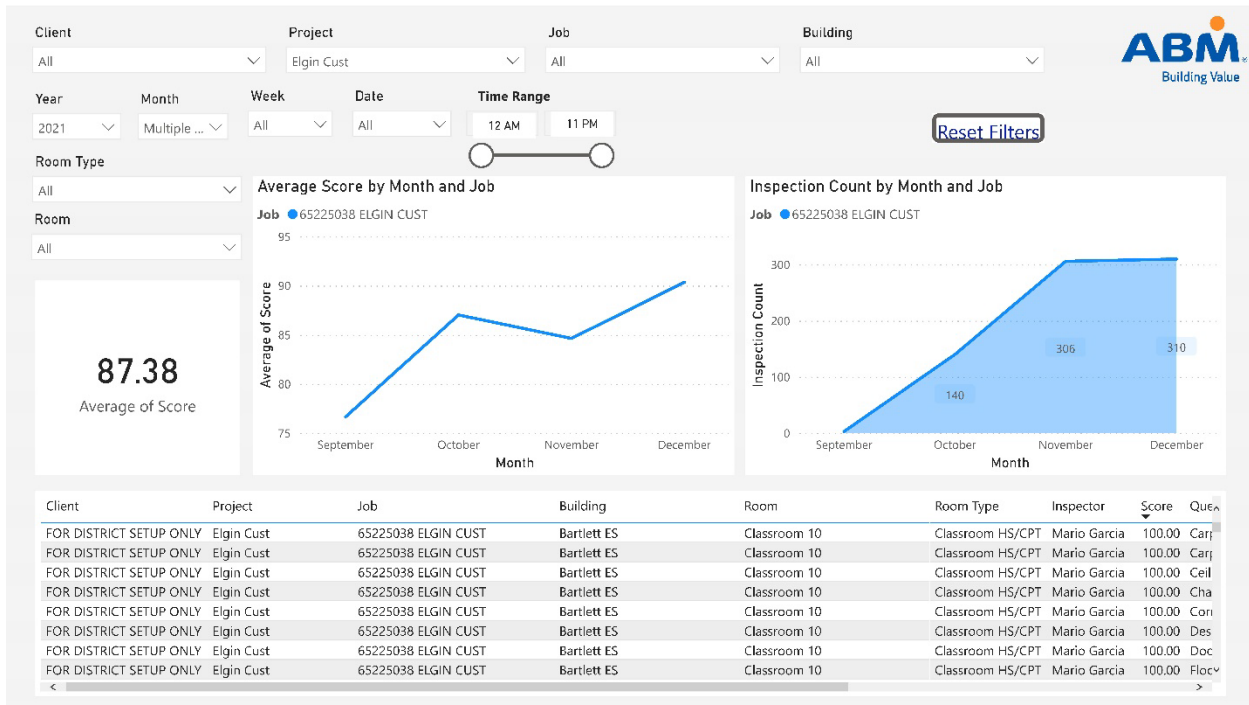 Client Project Job Building
All Elgin Cust All All
ABM
Building Value
Year Month Week Date Time Range
2021 Multiple ... All All 12 AM 11 PM
Reset Filters
Room Type
All
Room
All
87.38
Average of Score
Average Score by Month and Job
Job 65225038 ELGIN CUST
95
90
85
80
75
Average of Score
September October November December
Month
Inspection Count by Month and Job
Job 65225038 ELGIN CUST
300
200
100
0
Inspection Count
140
306
310
September October November December
Month
Client Project Job Building Room Room Type Inspector Score Que
FOR DISTRICT SETUP ONLY Elgin Cust 65225038 ELGIN CUST Bartlett ES Classroom 10 Classroom HS/CPT Mario Garcia 100.00 Carp
FOR DISTRICT SETUP ONLY Elgin Cust 65225038 ELGIN CUST Bartlett ES Classroom 10 Classroom HS/CPT Mario Garcia 100.00 Carp
FOR DISTRICT SETUP ONLY Elgin Cust 65225038 ELGIN CUST Bartlett ES Classroom 10 Classroom HS/CPT Mario Garcia 100.00 Ceil
FOR DISTRICT SETUP ONLY Elgin Cust 65225038 ELGIN CUST Bartlett ES Classroom 10 Classroom HS/CPT Mario Garcia 100.00 Cha
FOR DISTRICT SETUP ONLY Elgin Cust 65225038 ELGIN CUST Bartlett ES Classroom 10 Classroom HS/CPT Mario Garcia 100.00 Corn
FOR DISTRICT SETUP ONLY Elgin Cust 65225038 ELGIN CUST Bartlett ES Classroom 10 Classroom HS/CPT Mario Garcia 100.00 Des
FOR DISTRICT SETUP ONLY Elgin Cust 65225038 ELGIN CUST Bartlett ES Classroom 10 Classroom HS/CPT Mario Garcia 100.00 Doo
FOR DISTRICT SETUP ONLY Elgin Cust 65225038 ELGIN CUST Bartlett ES Classroom 10 Classroom HS/CPT Mario Garcia 100.00 Floo